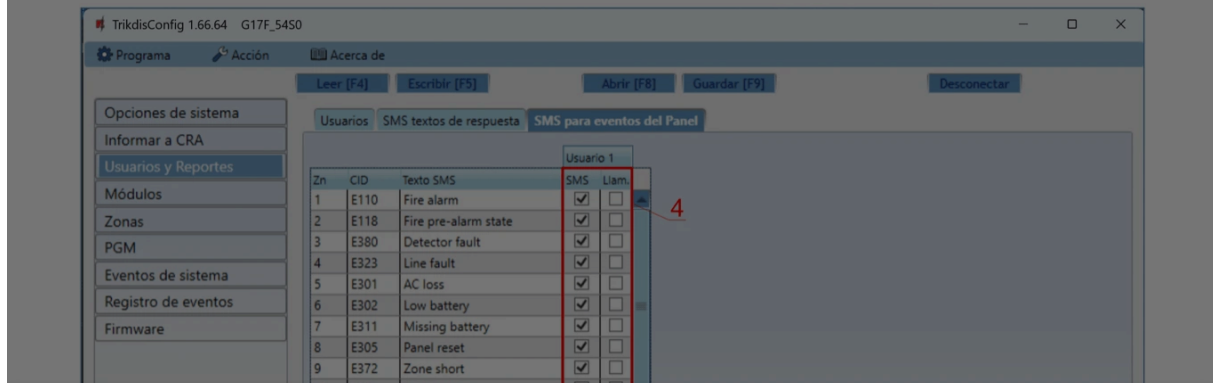 TrikdisConfig 1.66.64 G17F_54S0
Programa Acción Acerca de
Leer [F4] Escribir [F5] Abrir [F8] Guardar [F9] Desconectar
Opciones de sistema
Informar a CRA
Usuarios y Reportes
Módulos
Zonas
PGM
Eventos de sistema
Registro de eventos
Firmware
Usuarios SMS textos de respuesta SMS para eventos del Panel
Usuario 1
Zn CID Texto SMS SMS Llam.
1 E110 Fire alarm
2 E118 Fire pre-alarm state
3 E380 Detector fault
4 E323 Line fault
5 E301 AC loss
6 E302 Low battery
7 E311 Missing battery
8 E305 Panel reset
9 E372 Zone short
4